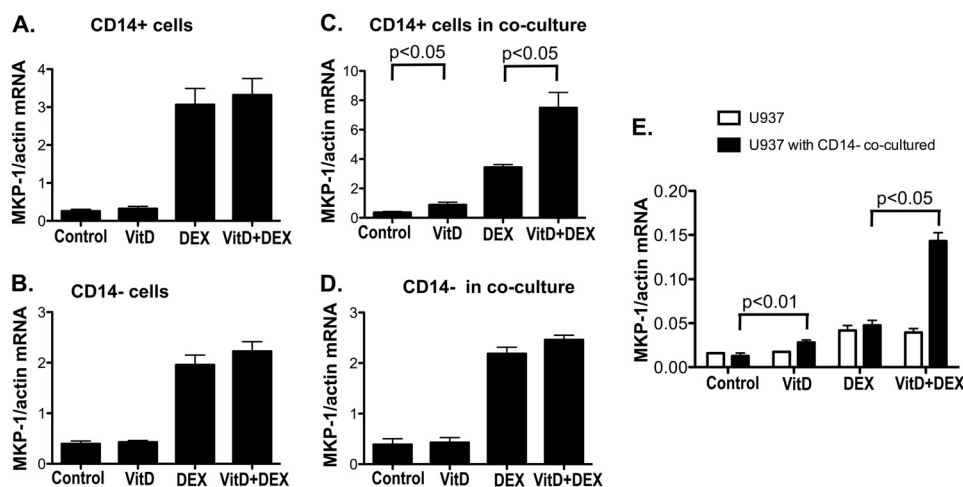 A. CD14+ cells
MKP-1/actin mRNA
4
3
2
1
0
Control VitD DEX VitD+DEX
B. CD14- cells
MKP-1/actin mRNA
3
2
1
0
Control VitD DEX VitD+DEX
C. CD14+ cells in co-culture
MKP-1/actin mRNA
10
8
6
4
2
0
p<0.05 p<0.05
Control VitD DEX VitD+DEX
D. CD14- in co-culture
MKP-1/actin mRNA
3
2
1
0
Control VitD DEX VitD+DEX
E.
U937
U937 with CD14- co-cultured
MKP-1/actin mRNA
0.20
0.15
0.10
0.05
0.00
p<0.01
p<0.05
Control VitD DEX VitD+DEX